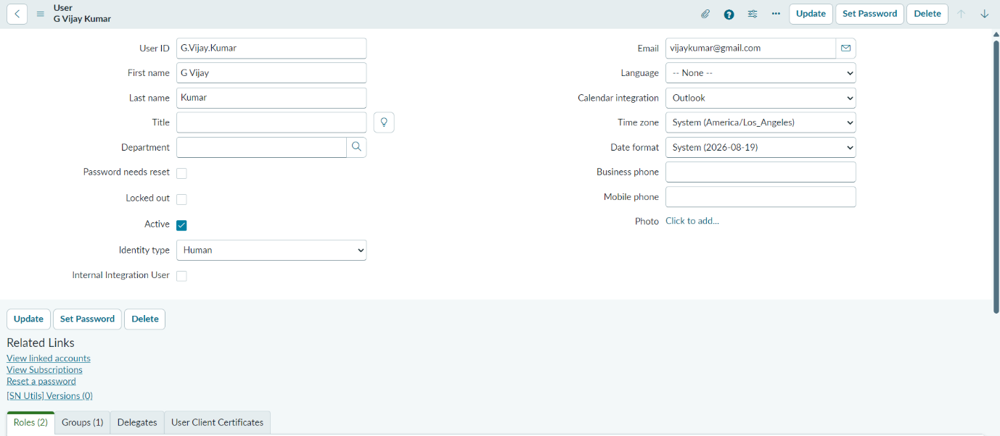 User
G Vijay Kumar
Update
Set Password
Delete
User ID
G.Vijay.Kumar
First name
G Vijay
Last name
Kumar
Title
Department
Password needs reset
Locked out
Active
Identity type
Human
Internal Integration User
Email
vijaykumar@gmail.com
Language
-- None --
Calendar integration
Outlook
Time zone
System (America/Los_Angeles)
Date format
System (2026-08-19)
Business phone
Mobile phone
Photo
Click to add...
Update
Set Password
Delete
Related Links
View linked accounts
View Subscriptions
Reset a password
[SN Utils] Versions (0)
Roles (2)
Groups (1)
Delegates
User Client Certificates